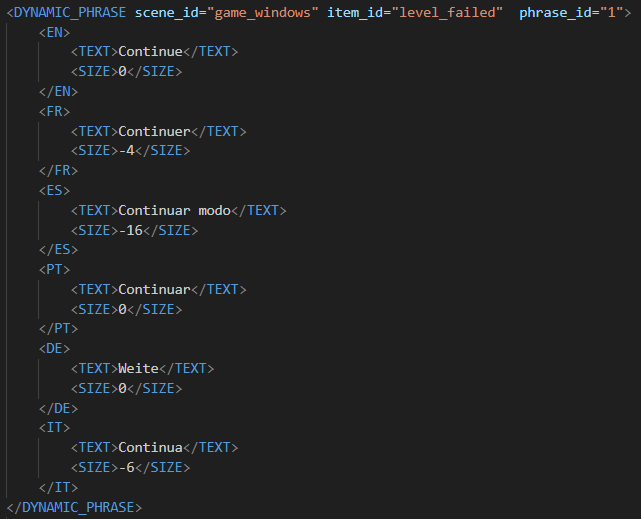 <DYNAMIC_PHRASE scene_id="game_windows" item_id="level_failed"  phrase_id="1">
    <EN>
        <TEXT>Continue</TEXT>
        <SIZE>0</SIZE>
    </EN>
    <FR>
        <TEXT>Continuer</TEXT>
        <SIZE>-4</SIZE>
    </FR>
    <ES>
        <TEXT>Continuar modo</TEXT>
        <SIZE>-16</SIZE>
    </ES>
    <PT>
        <TEXT>Continuar</TEXT>
        <SIZE>0</SIZE>
    </PT>
    <DE>
        <TEXT>Weite</TEXT>
        <SIZE>0</SIZE>
    </DE>
    <IT>
        <TEXT>Continua</TEXT>
        <SIZE>-6</SIZE>
    </IT>
</DYNAMIC_PHRASE>